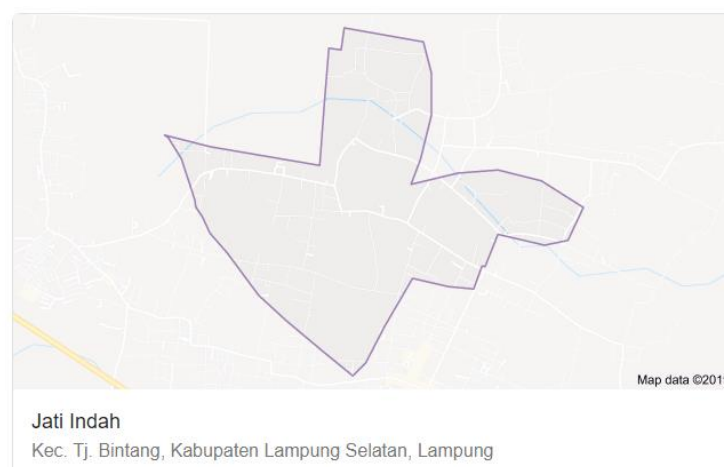 Map data ©201
Jati Indah
Kec. Tj. Bintang, Kabupaten Lampung Selatan, Lampung